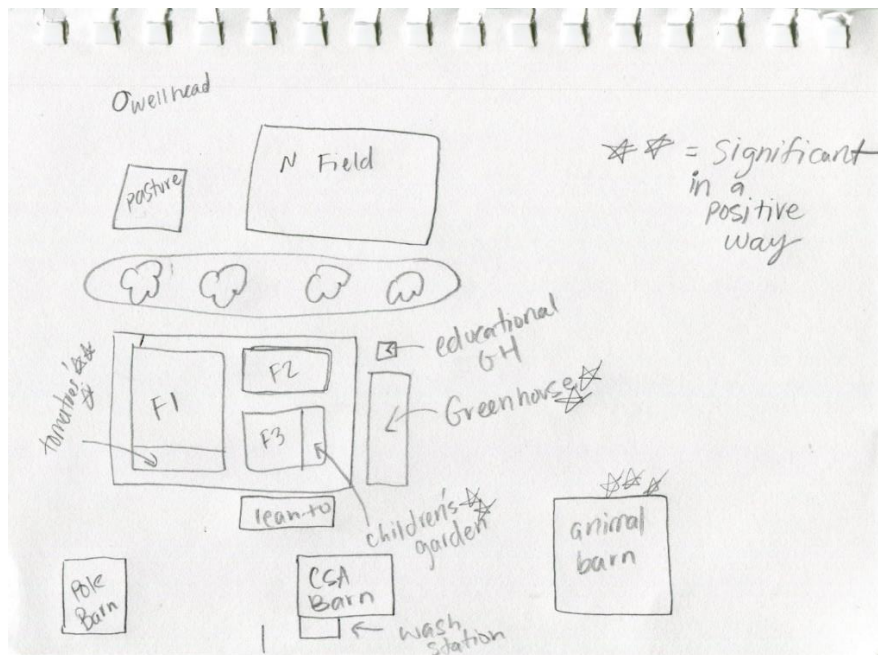 wellhead
N Field
pasture
= Significant
in a
positive
way
educational
GH
F1
F2
F3
Greenhouse
tomatoes
lean-to
children's
garden
animal
barn
Pole
Barn
CSA
Barn
wash
station